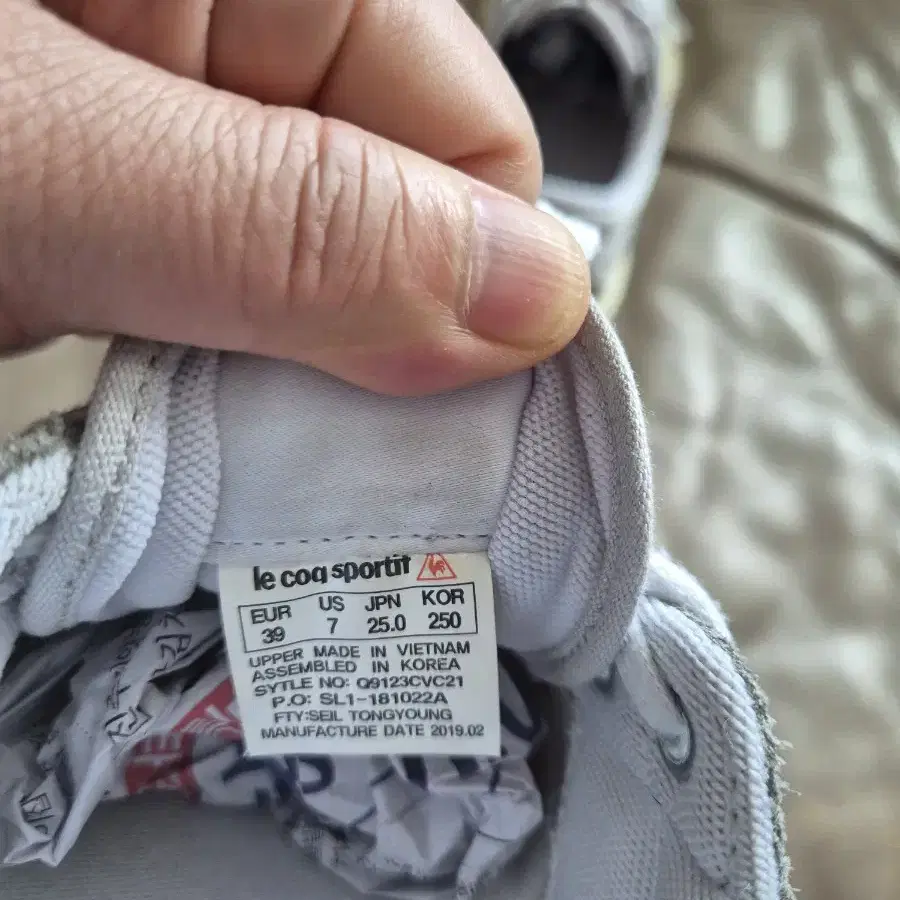 le coq sportif
EUR US JPN KOR
39 7 25.0 250
UPPER MADE IN VIETNAM
ASSEMBLED IN KOREA
SYTLE NO: Q9123CVC21
P.O: SL1-181022A
FTY:SEIL TONGYOUNG
MANUFACTURE DATE 2019.02